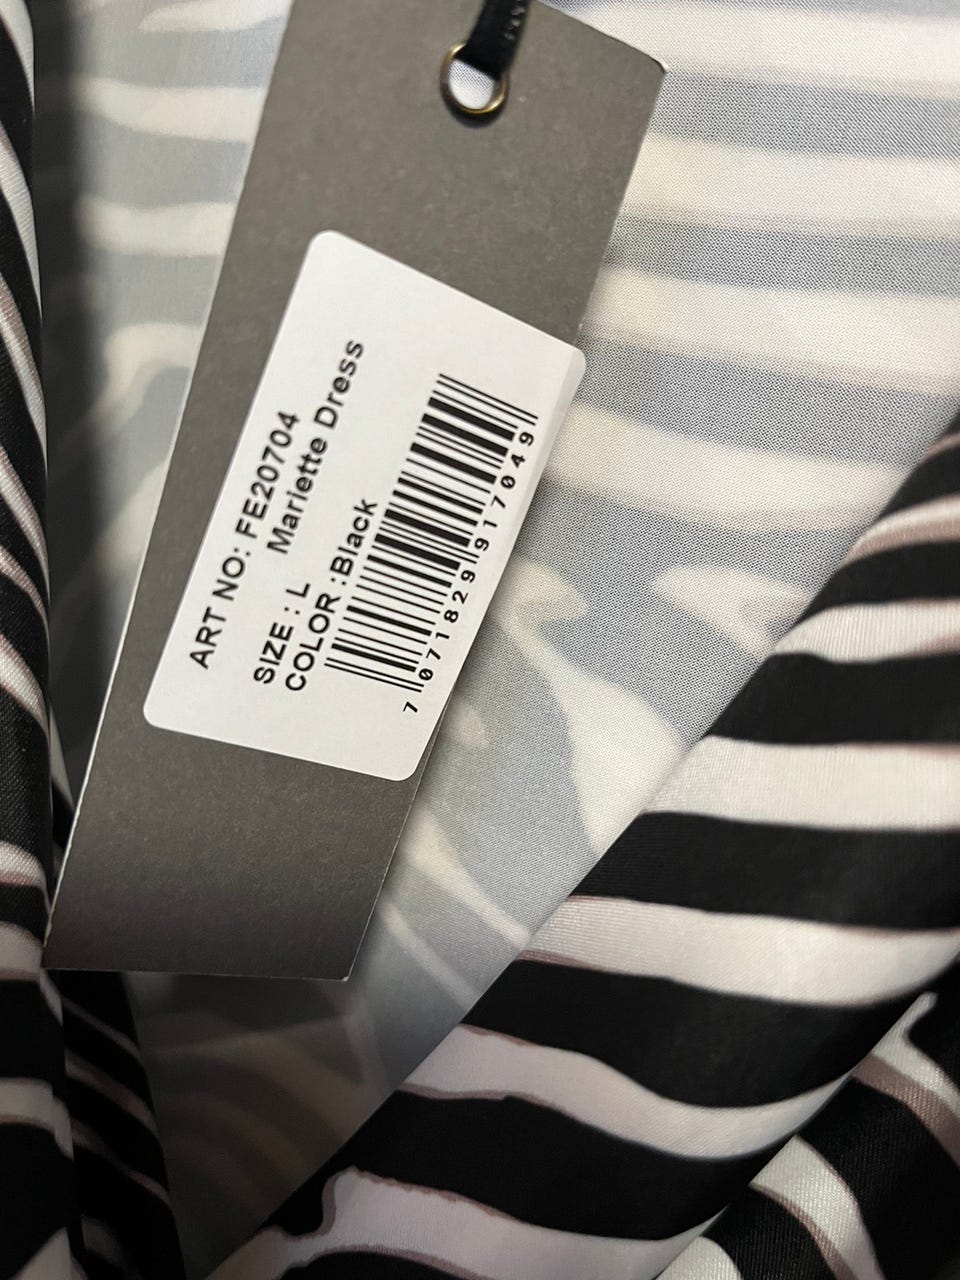 ART NO: FE20704
Mariette Dress
SIZE : L
COLOR :Black
7 071829 917049